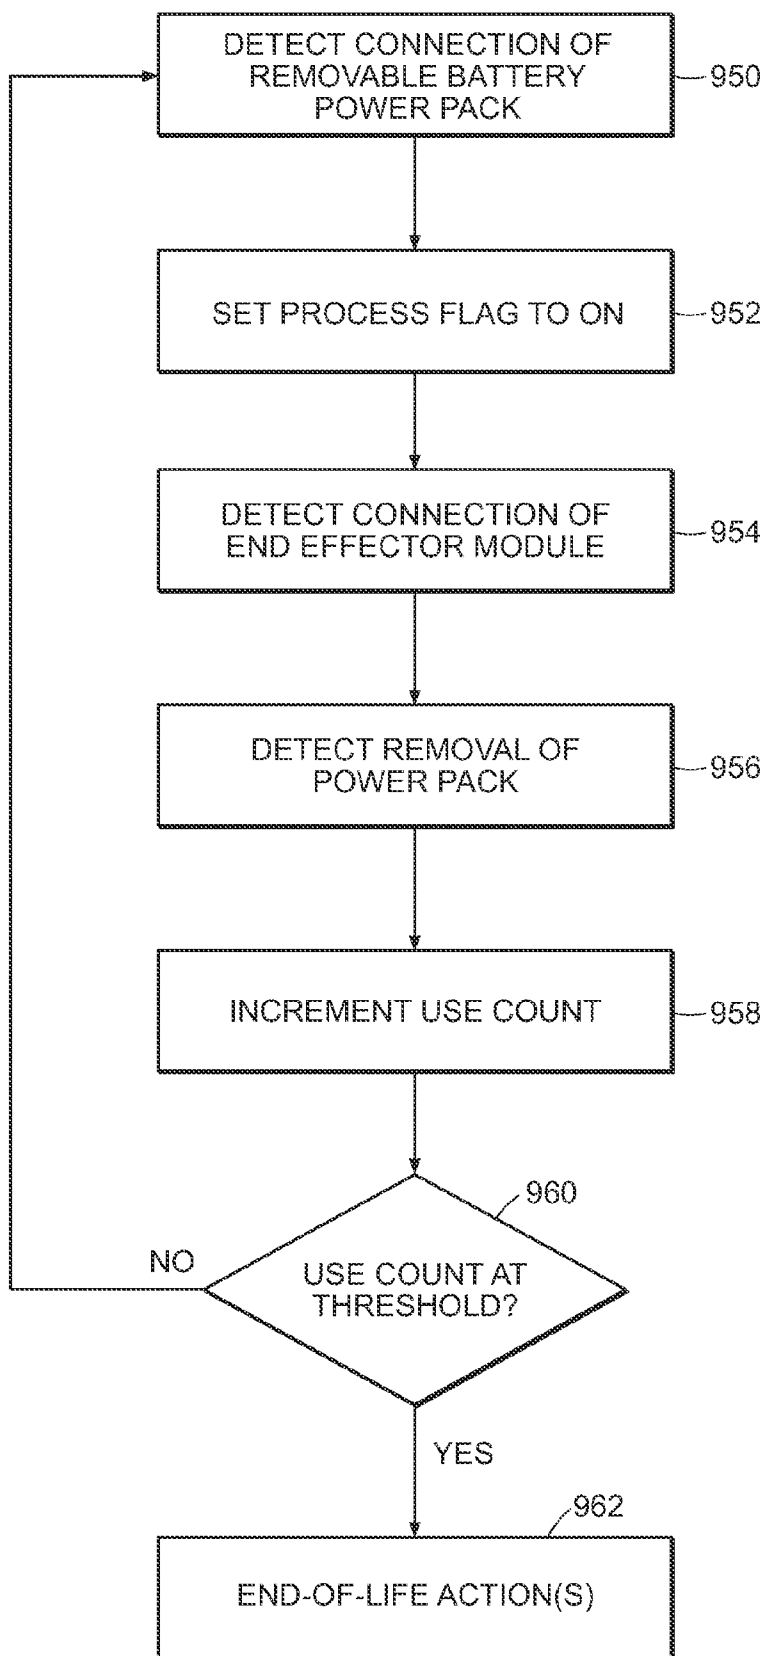 DETECT CONNECTION OF
REMOVABLE BATTERY
POWER PACK
950
SET PROCESS FLAG TO ON
952
DETECT CONNECTION OF
END EFFECTOR MODULE
954
DETECT REMOVAL OF
POWER PACK
956
INCREMENT USE COUNT
958
960
NO
USE COUNT AT
THRESHOLD?
YES
962
END-OF-LIFE ACTION(S)